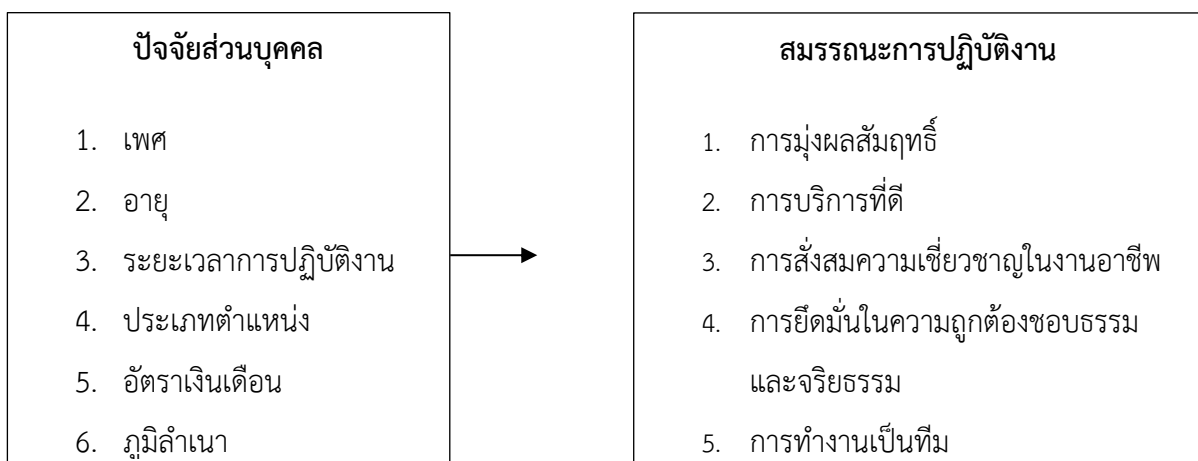 ปัจจัยส่วนบุคคล
1. เพศ
2. อายุ
3. ระยะเวลาการปฏิบัติงาน
4. ประเภทตำแหน่ง
5. อัตราเงินเดือน
6. ภูมิลำเนา
สมรรถนะการปฏิบัติงาน
1. การมุ่งผลสัมฤทธิ์
2. การบริการที่ดี
3. การสั่งสมความเชี่ยวชาญในงานอาชีพ
4. การยึดมั่นในความถูกต้องชอบธรรม
และจริยธรรม
5. การทำงานเป็นทีม